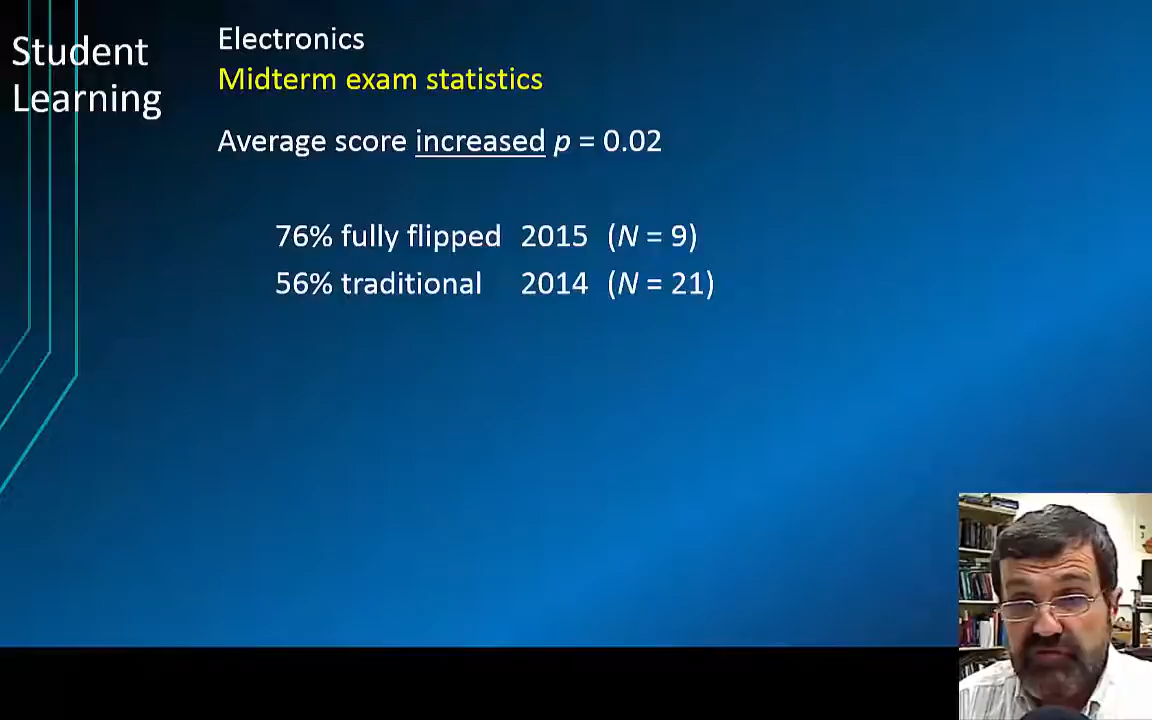 Student
Learning
Electronics
Midterm exam statistics
Average score increased p = 0.02
76% fully flipped 2015 (N = 9)
56% traditional 2014 (N = 21)